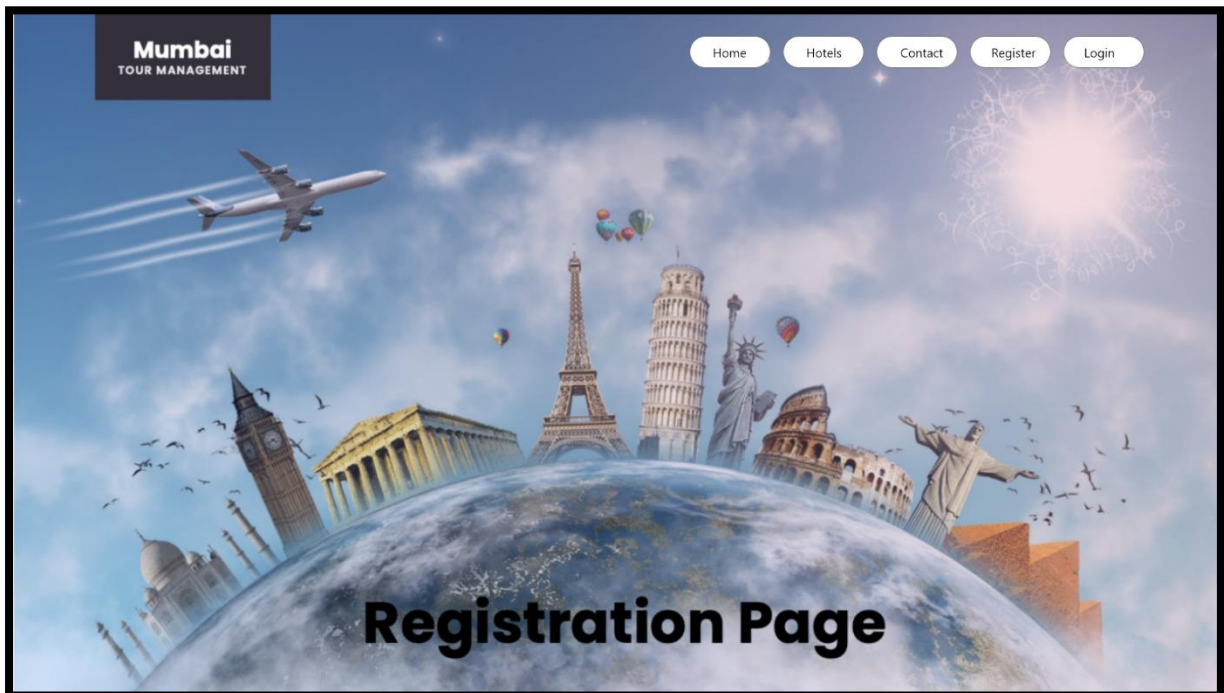 Mumbai
TOUR MANAGEMENT
Home Hotels Contact Register Login
Registration Page